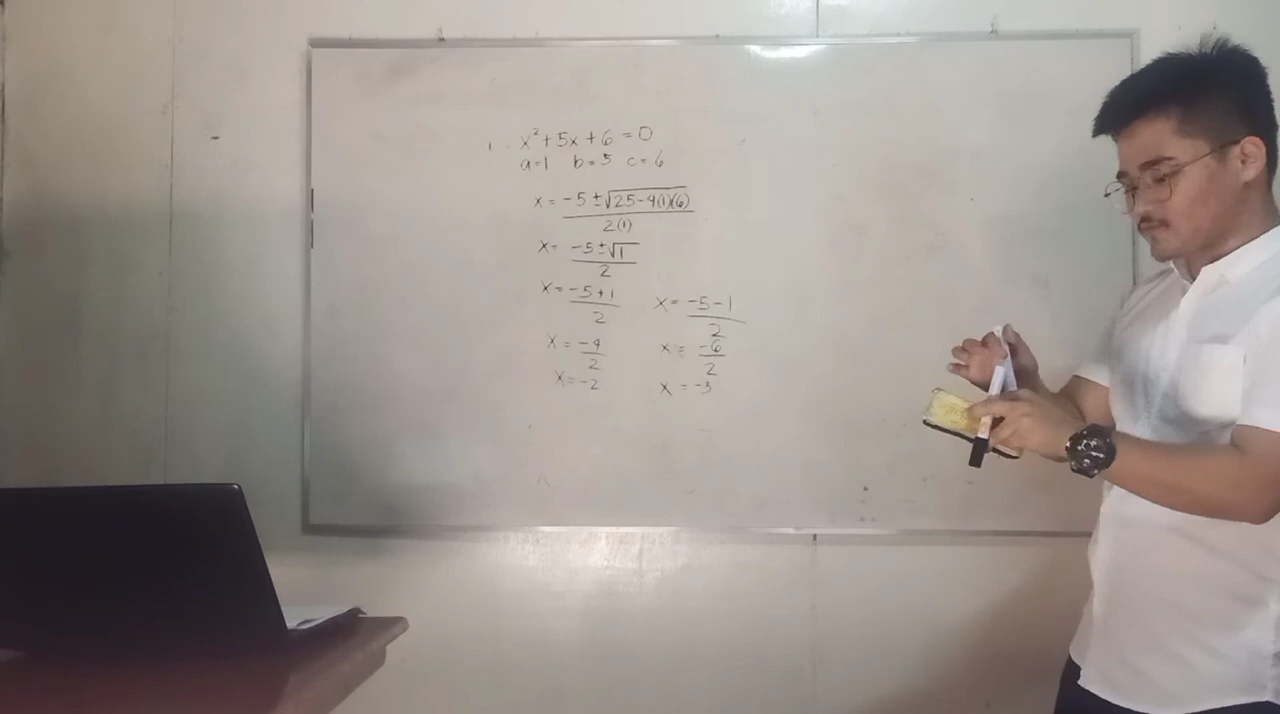 1. x² + 5x + 6 = 0
a=1 b=5 c=6
x = -5 ± √25-4(1)(6) / 2(1)
x = -5 ± √1 / 2
x = -5+1 / 2 x = -5-1 / 2
x = -4 / 2 x = -6 / 2
x = -2 x = -3